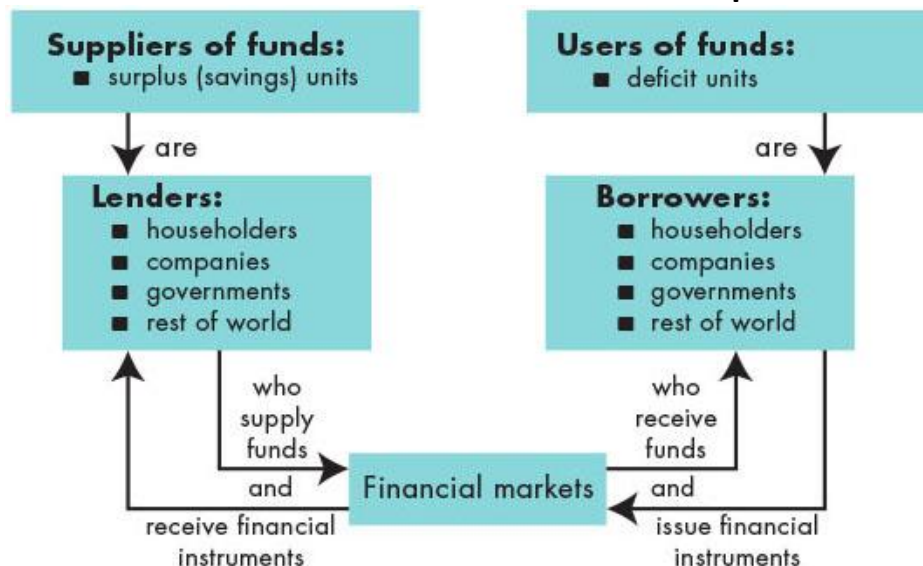 Suppliers of funds:
■ surplus (savings) units
Users of funds:
■ deficit units
are
are
Lenders:
■ householders
■ companies
■ governments
■ rest of world
Borrowers:
■ householders
■ companies
■ governments
■ rest of world
who
supply
funds
and
receive financial
instruments
Financial markets
who
receive
funds
and
issue financial
instruments